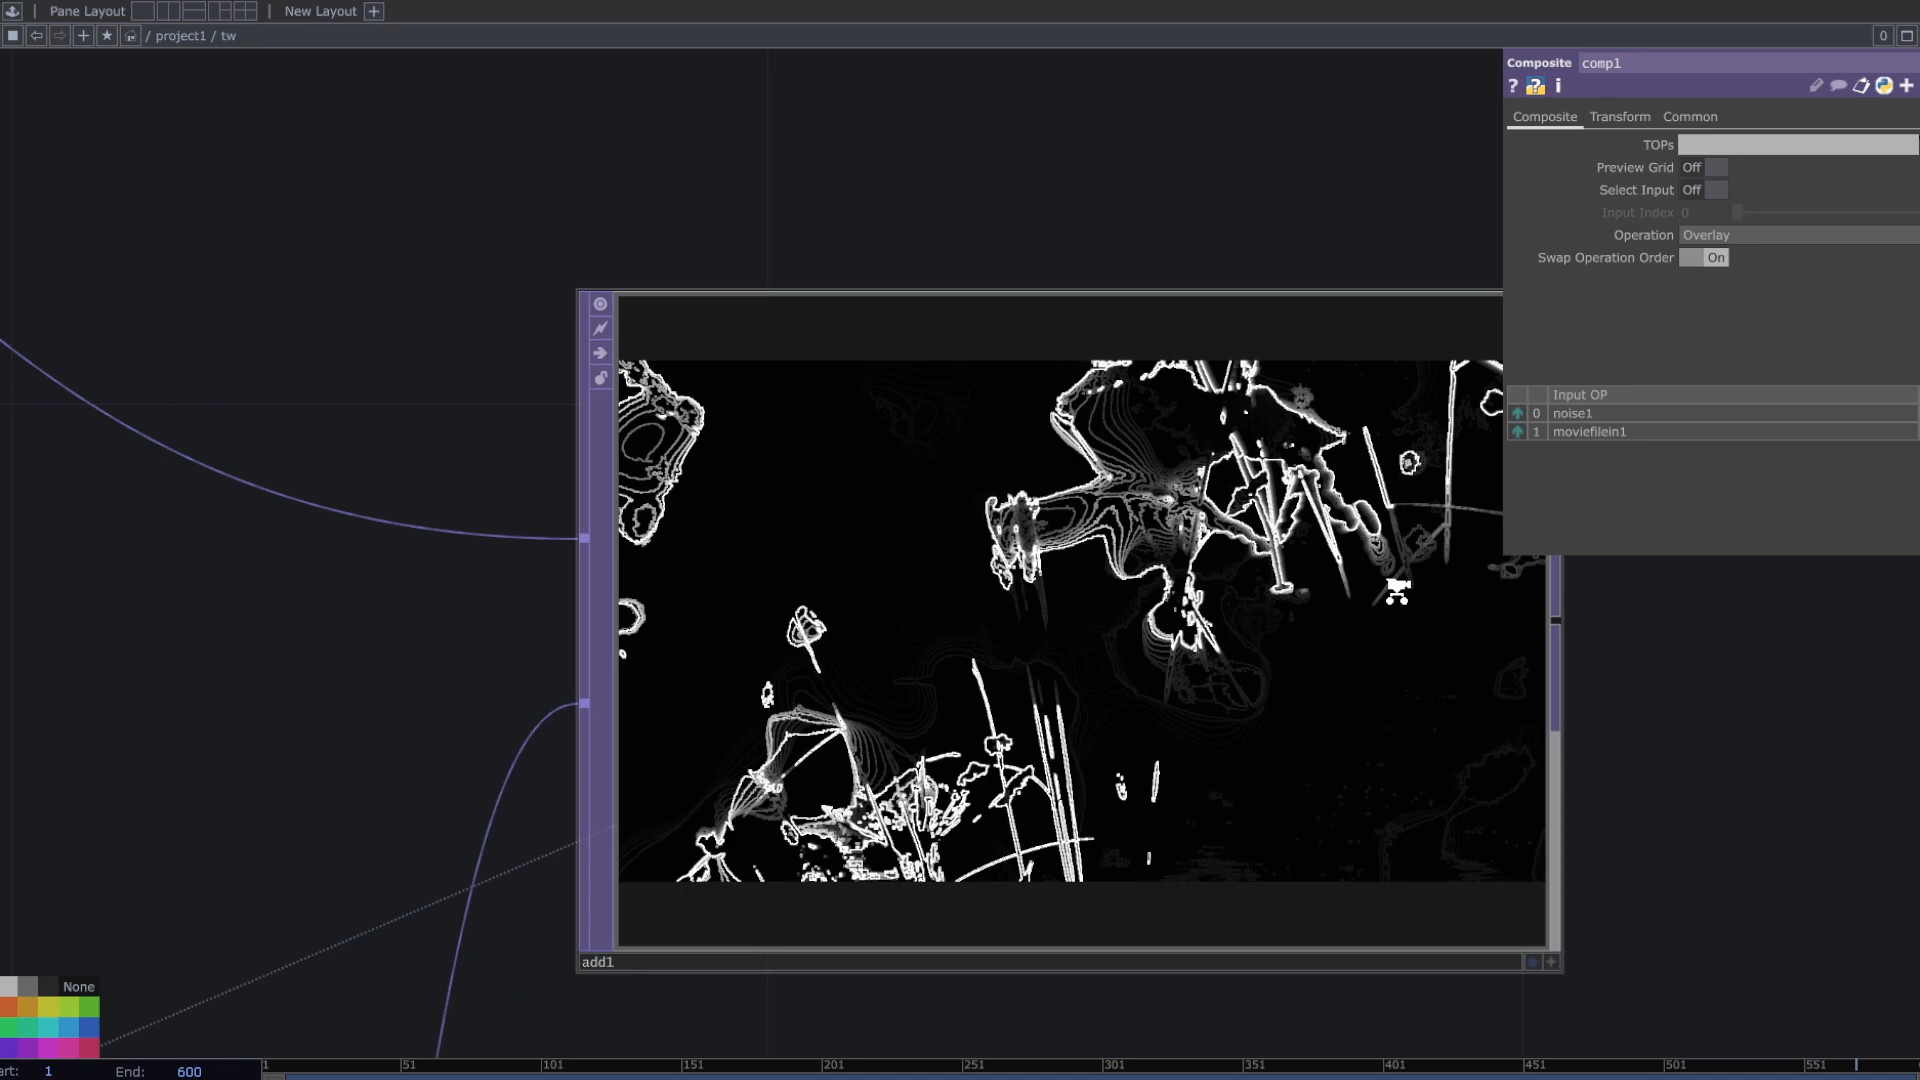 Pane Layout New Layout
/ project1 / tw 0
Composite comp1
Composite Transform Common
TOPs
Preview Grid Off
Select Input Off
Input Index 0
Operation Overlay
Swap Operation Order On
Input OP
0 noise1
1 moviefilein1
add1
None
art: 1 End: 600
1 51 101 151 201 251 301 351 401 451 501 551